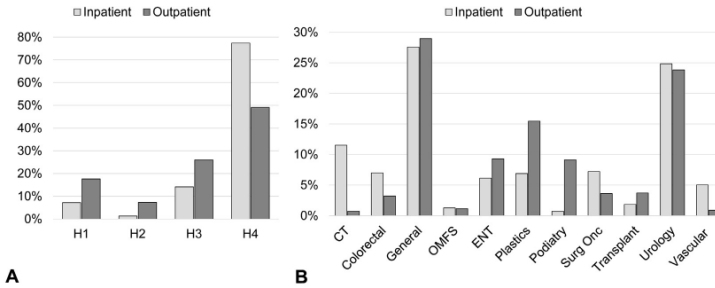 Inpatient Outpatient
80%
70%
60%
50%
40%
30%
20%
10%
0%
H1 H2 H3 H4
A
Inpatient Outpatient
30%
25%
20%
15%
10%
5%
0%
CT Colorectal General OMFS ENT Plastics Podiatry Surg Onc Transplant Urology Vascular
B